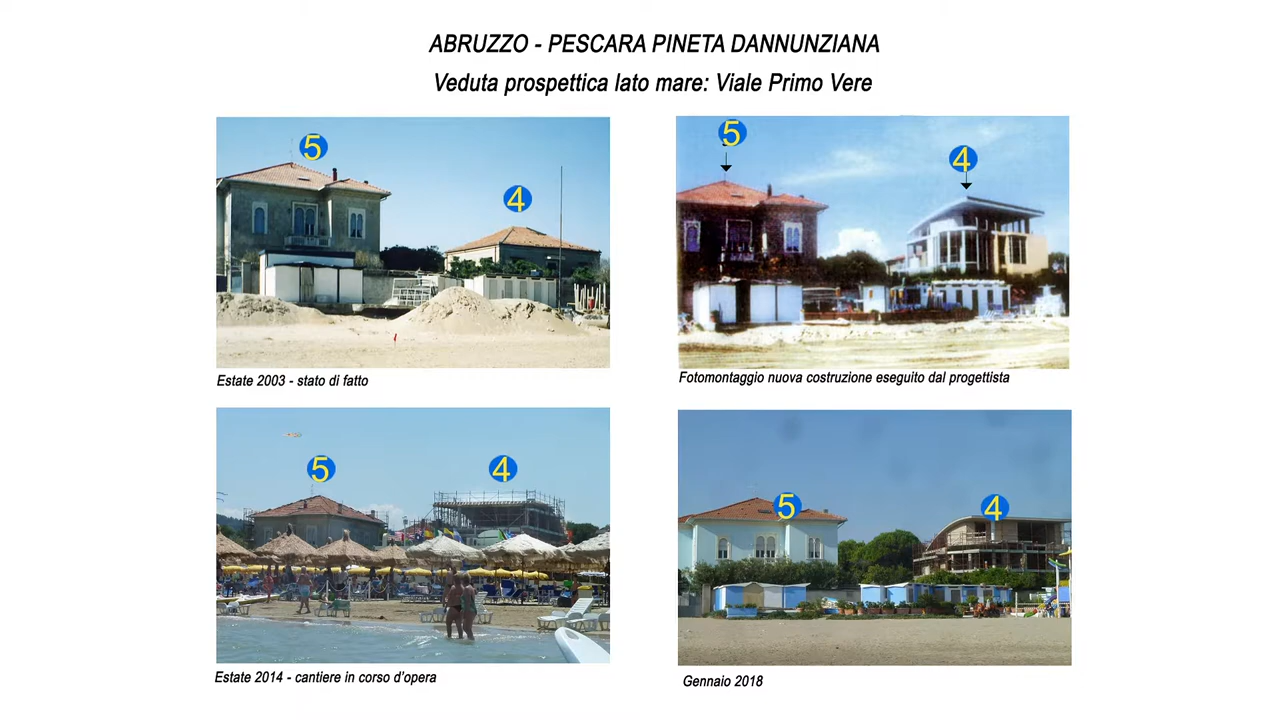 ABRUZZO - PESCARA PINETA DANNUNZIANA
Veduta prospettica lato mare: Viale Primo Vere
5
4
5
4
Estate 2003 - stato di fatto
Fotomontaggio nuova costruzione eseguito dal progettista
5
4
5
4
Estate 2014 - cantiere in corso d'opera
Gennaio 2018